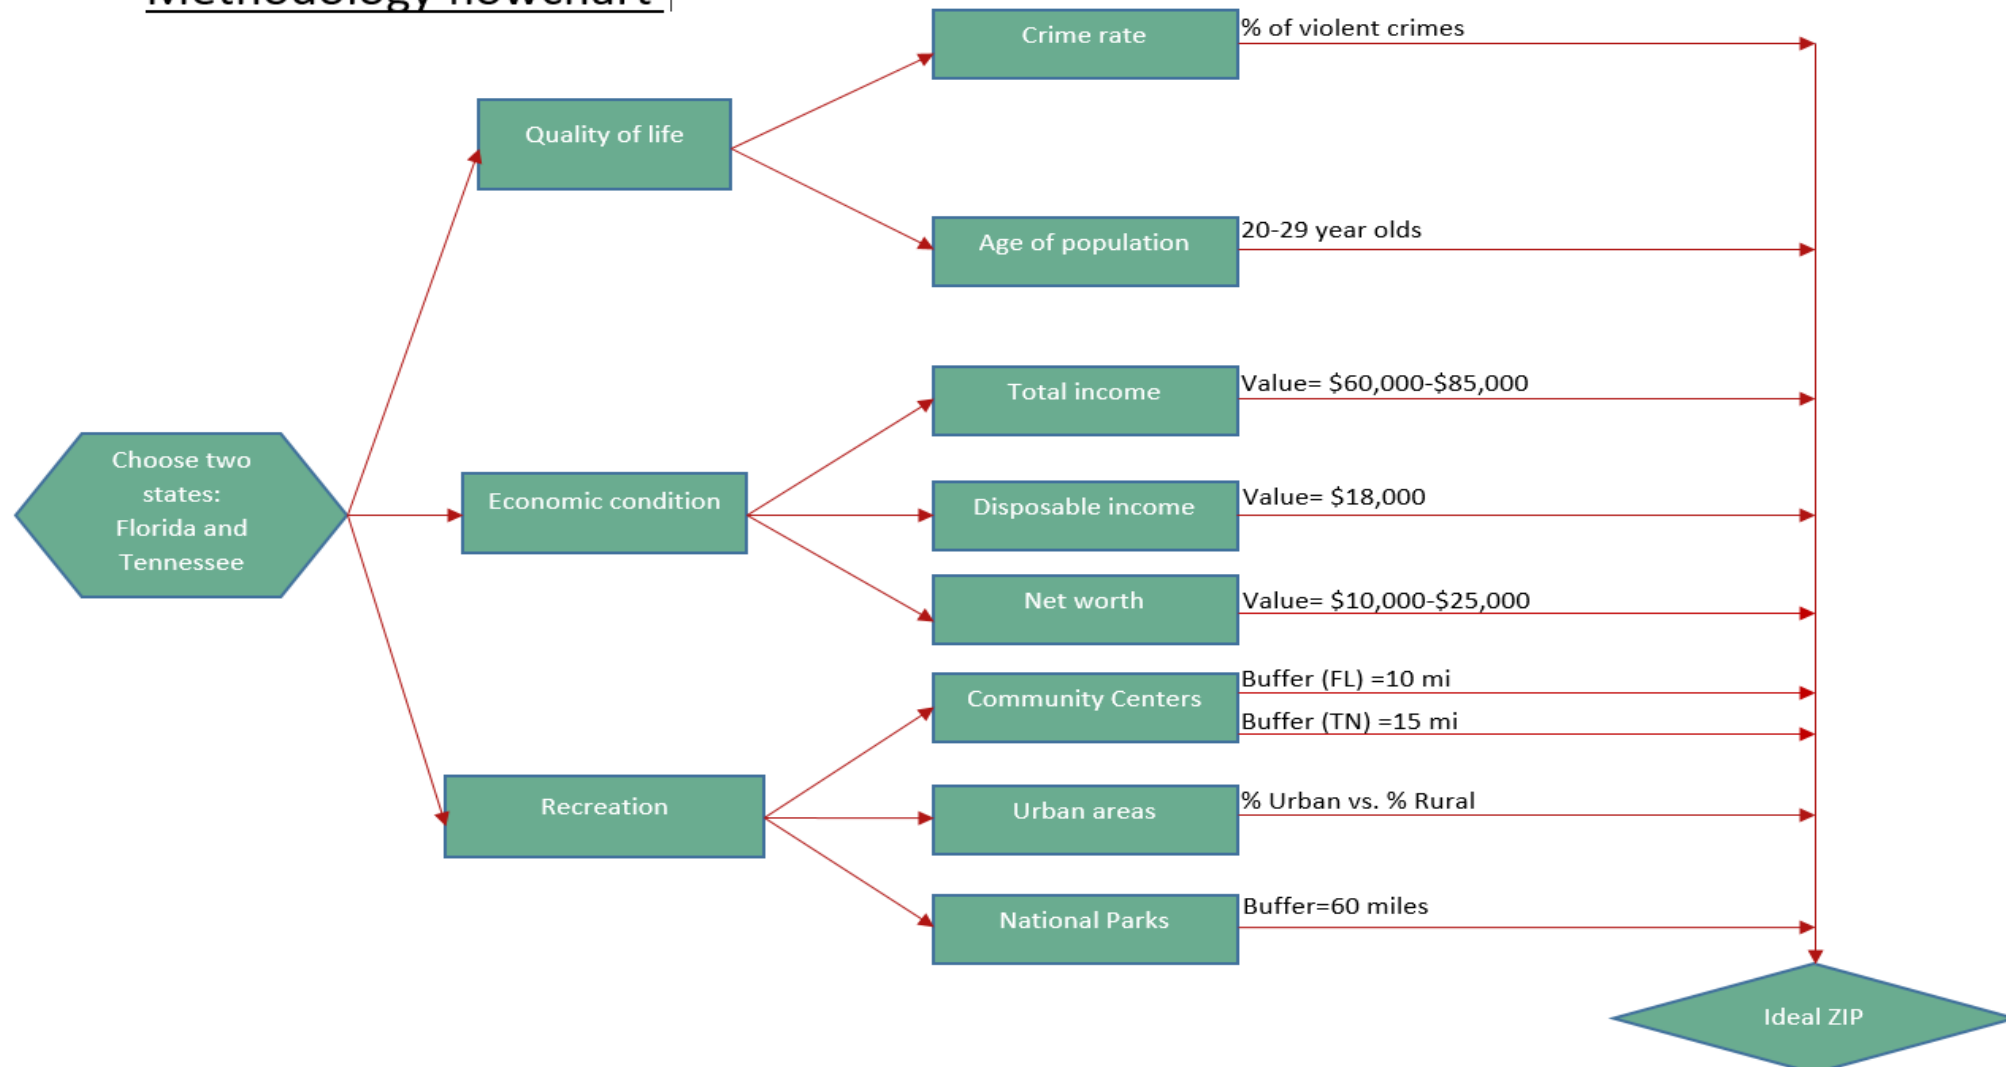 Methodology flowchart
Crime rate
% of violent crimes
Quality of life
Age of population
20-29 year olds
Total income
Value= $60,000-$85,000
Choose two
states:
Florida and
Tennessee
Economic condition
Disposable income
Value= $18,000
Net worth
Value= $10,000-$25,000
Community Centers
Buffer (FL) =10 mi
Buffer (TN) =15 mi
Recreation
Urban areas
% Urban vs. % Rural
National Parks
Buffer=60 miles
Ideal ZIP